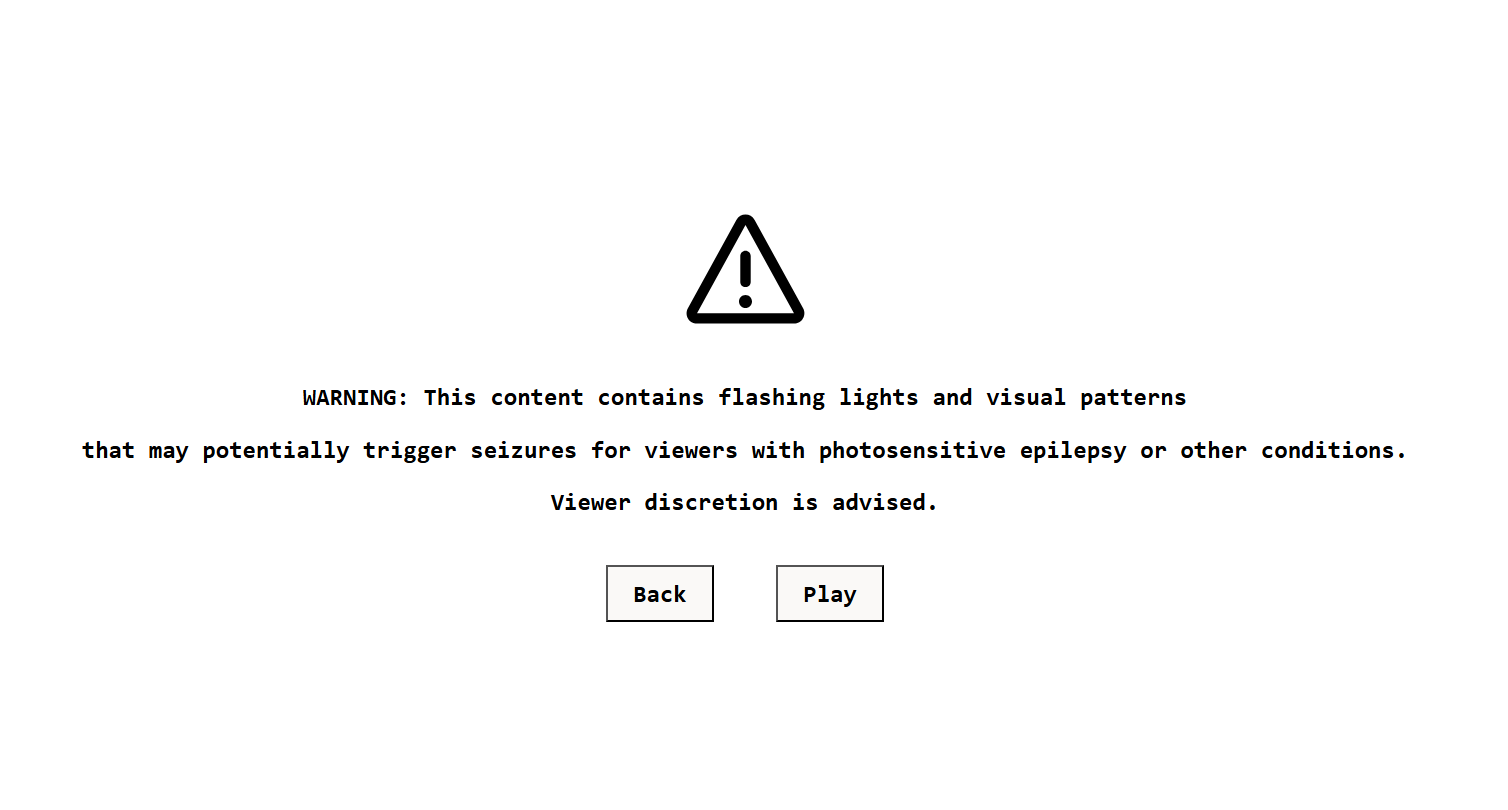 WARNING: This content contains flashing lights and visual patterns
that may potentially trigger seizures for viewers with photosensitive epilepsy or other conditions.
Viewer discretion is advised.
Back
Play